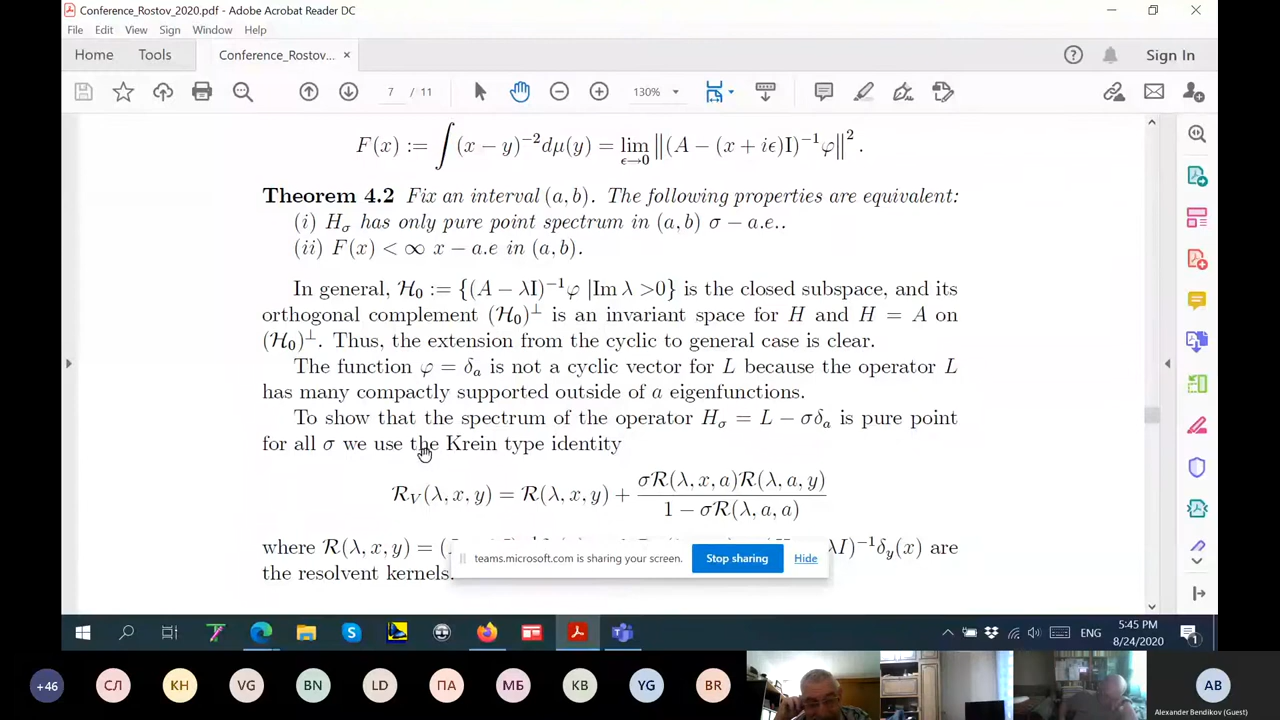 Conference_Rostov_2020.pdf - Adobe Acrobat Reader DC
File Edit View Sign Window Help
Home Tools Conference_Rostov... × Sign In
7 / 11 130%
F(x) := ∫(x − y)^{−2}dμ(y) = lim_{ϵ→0} ‖(A − (x + iϵ)I)^{−1}φ‖^2 .
Theorem 4.2 Fix an interval (a, b). The following properties are equivalent:
(i) H_σ has only pure point spectrum in (a, b) σ − a.e..
(ii) F(x) < ∞ x − a.e in (a, b).
In general, ℋ_0 := {(A − λI)^{−1}φ |Im λ >0} is the closed subspace, and its
orthogonal complement (ℋ_0)^⊥ is an invariant space for H and H = A on
(ℋ_0)^⊥. Thus, the extension from the cyclic to general case is clear.
The function φ = δ_a is not a cyclic vector for L because the operator L
has many compactly supported outside of a eigenfunctions.
To show that the spectrum of the operator H_σ = L − σδ_a is pure point
for all σ we use the Krein type identity
ℛ_V(λ, x, y) = ℛ(λ, x, y) + σℛ(λ, x, a)ℛ(λ, a, y) / 1 − σℛ(λ, a, a)
where ℛ(λ, x, y) = ( λI)^{−1}δ_y(x) are
teams.microsoft.com is sharing your screen. Stop sharing Hide
the resolvent kernels.
ENG 5:45 PM
8/24/2020 1
+46 СЛ КН VG BN LD ПА МБ КВ YG BR AB
Alexander Bendikov (Guest)